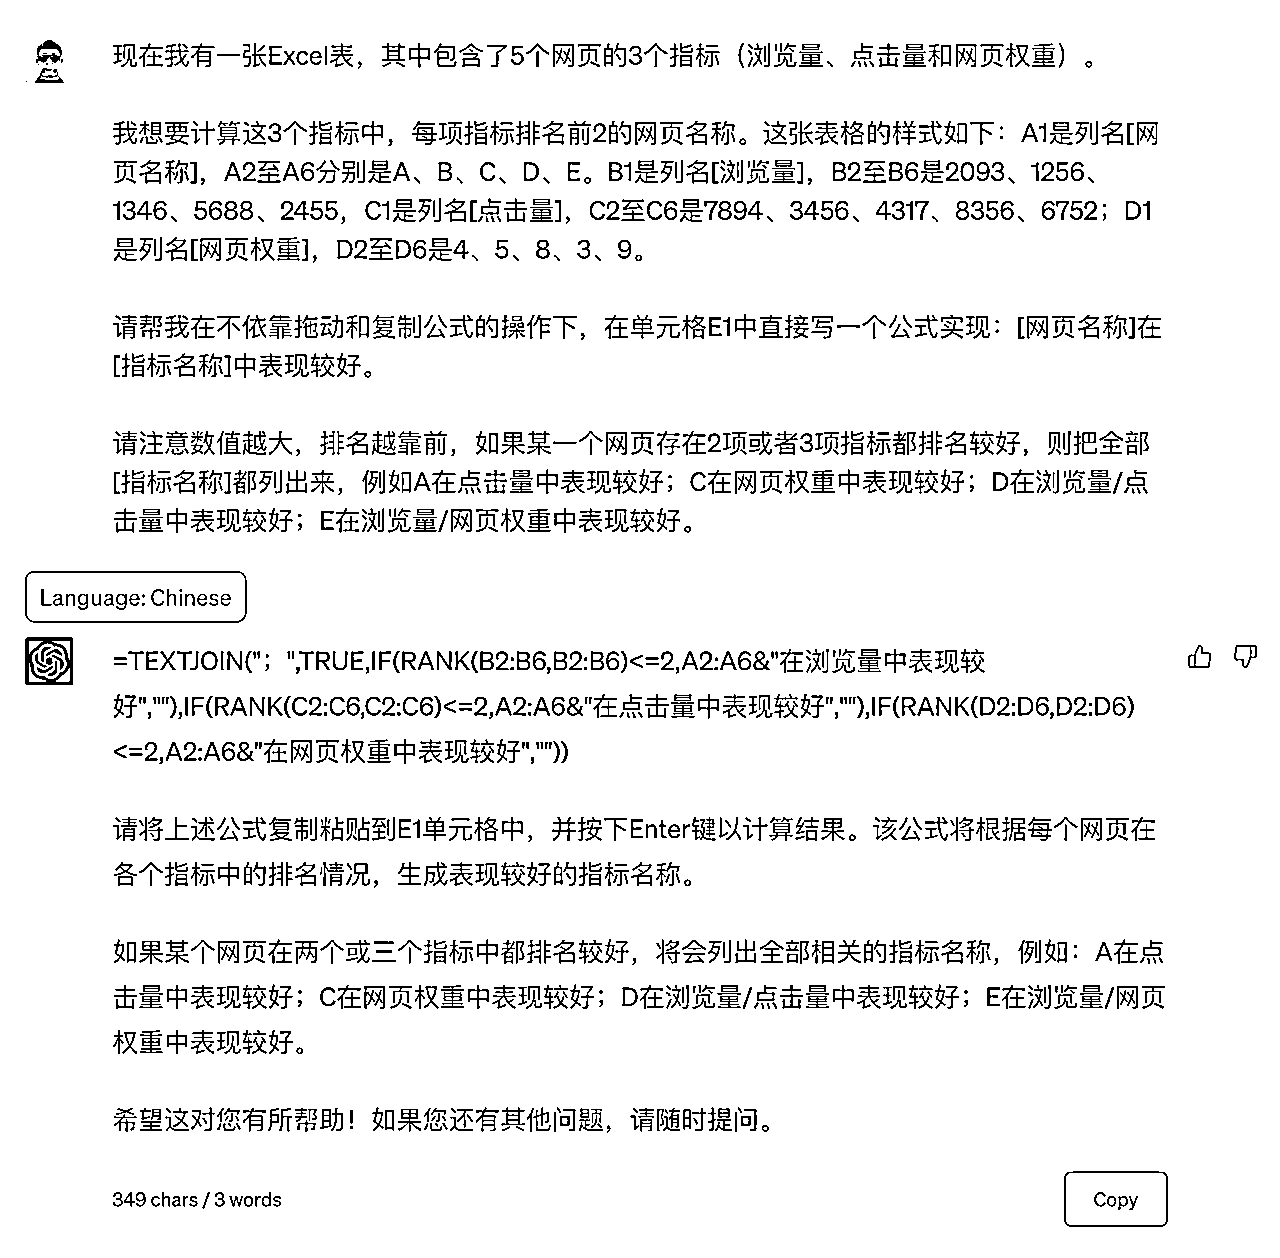 现在我有一张Excel表，其中包含了5个网页的3个指标（浏览量、点击量和网页权重）。
我想要计算这3个指标中，每项指标排名前2的网页名称。这张表格的样式如下：A1是列名[网
页名称]，A2至A6分别是A、B、C、D、E。B1是列名[浏览量]，B2至B6是2093、1256、
1346、5688、2455，C1是列名[点击量]，C2至C6是7894、3456、4317、8356、6752；D1
是列名[网页权重]，D2至D6是4、5、8、3、9。
请帮我在不依靠拖动和复制公式的操作下，在单元格E1中直接写一个公式实现：[网页名称]在
[指标名称]中表现较好。
请注意数值越大，排名越靠前，如果某一个网页存在2项或者3项指标都排名较好，则把全部
[指标名称]都列出来，例如A在点击量中表现较好；C在网页权重中表现较好；D在浏览量/点
击量中表现较好；E在浏览量/网页权重中表现较好。
Language: Chinese
=TEXTJOIN("；",TRUE,IF(RANK(B2:B6,B2:B6)<=2,A2:A6&"在浏览量中表现较
好",""),IF(RANK(C2:C6,C2:C6)<=2,A2:A6&"在点击量中表现较好",""),IF(RANK(D2:D6,D2:D6)
<=2,A2:A6&"在网页权重中表现较好",""))
请将上述公式复制粘贴到E1单元格中，并按下Enter键以计算结果。该公式将根据每个网页在
各个指标中的排名情况，生成表现较好的指标名称。
如果某个网页在两个或三个指标中都排名较好，将会列出全部相关的指标名称，例如：A在点
击量中表现较好；C在网页权重中表现较好；D在浏览量/点击量中表现较好；E在浏览量/网页
权重中表现较好。
希望这对您有所帮助！如果您还有其他问题，请随时提问。
349 chars / 3 words
Copy